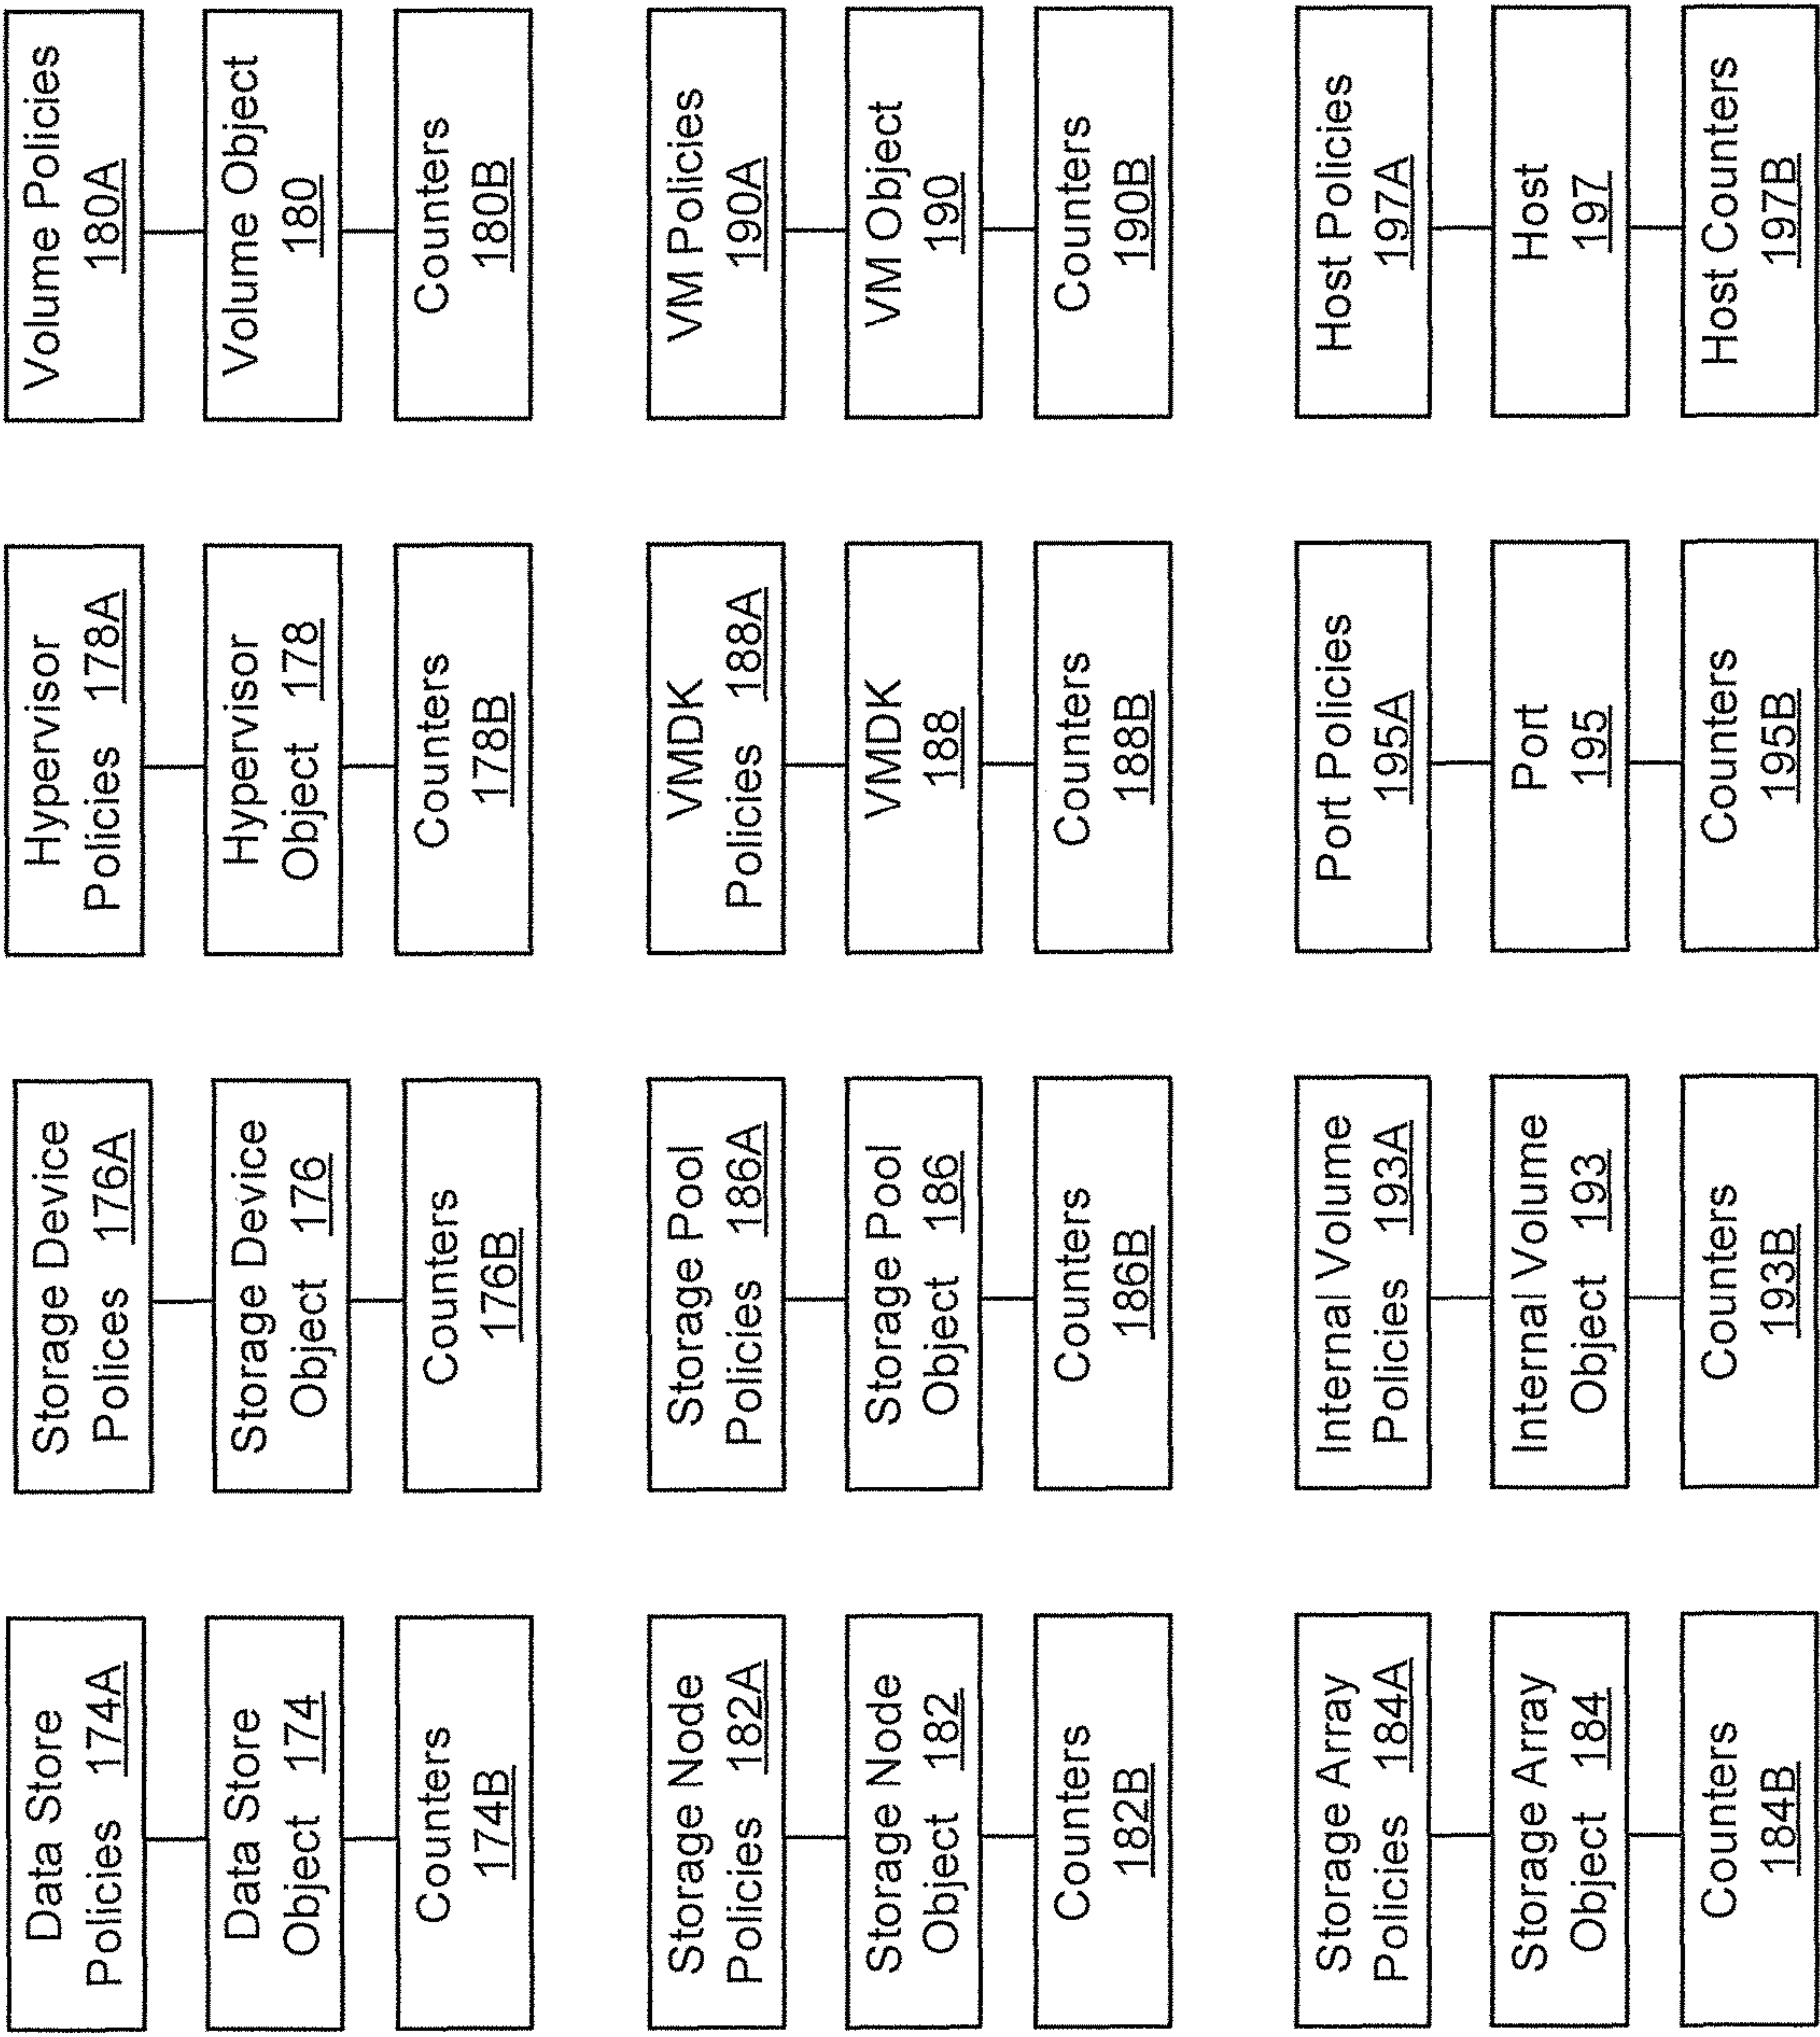 Data Store
Policies 174A
Data Store
Object 174
Counters
174B
Storage Device
Polices 176A
Storage Device
Object 176
Counters
176B
Hypervisor
Policies 178A
Hypervisor
Object 178
Counters
178B
Volume Policies
180A
Volume Object
180
Counters
180B
Storage Node
Policies 182A
Storage Node
Object 182
Counters
182B
Storage Pool
Policies 186A
Storage Pool
Object 186
Counters
186B
VMDK
Policies 188A
VMDK
188
Counters
188B
VM Policies
190A
VM Object
190
Counters
190B
Storage Array
Policies 184A
Storage Array
Object 184
Counters
184B
Internal Volume
Policies 193A
Internal Volume
Object 193
Counters
193B
Port Policies
195A
Port
195
Counters
195B
Host Policies
197A
Host
197
Host Counters
197B